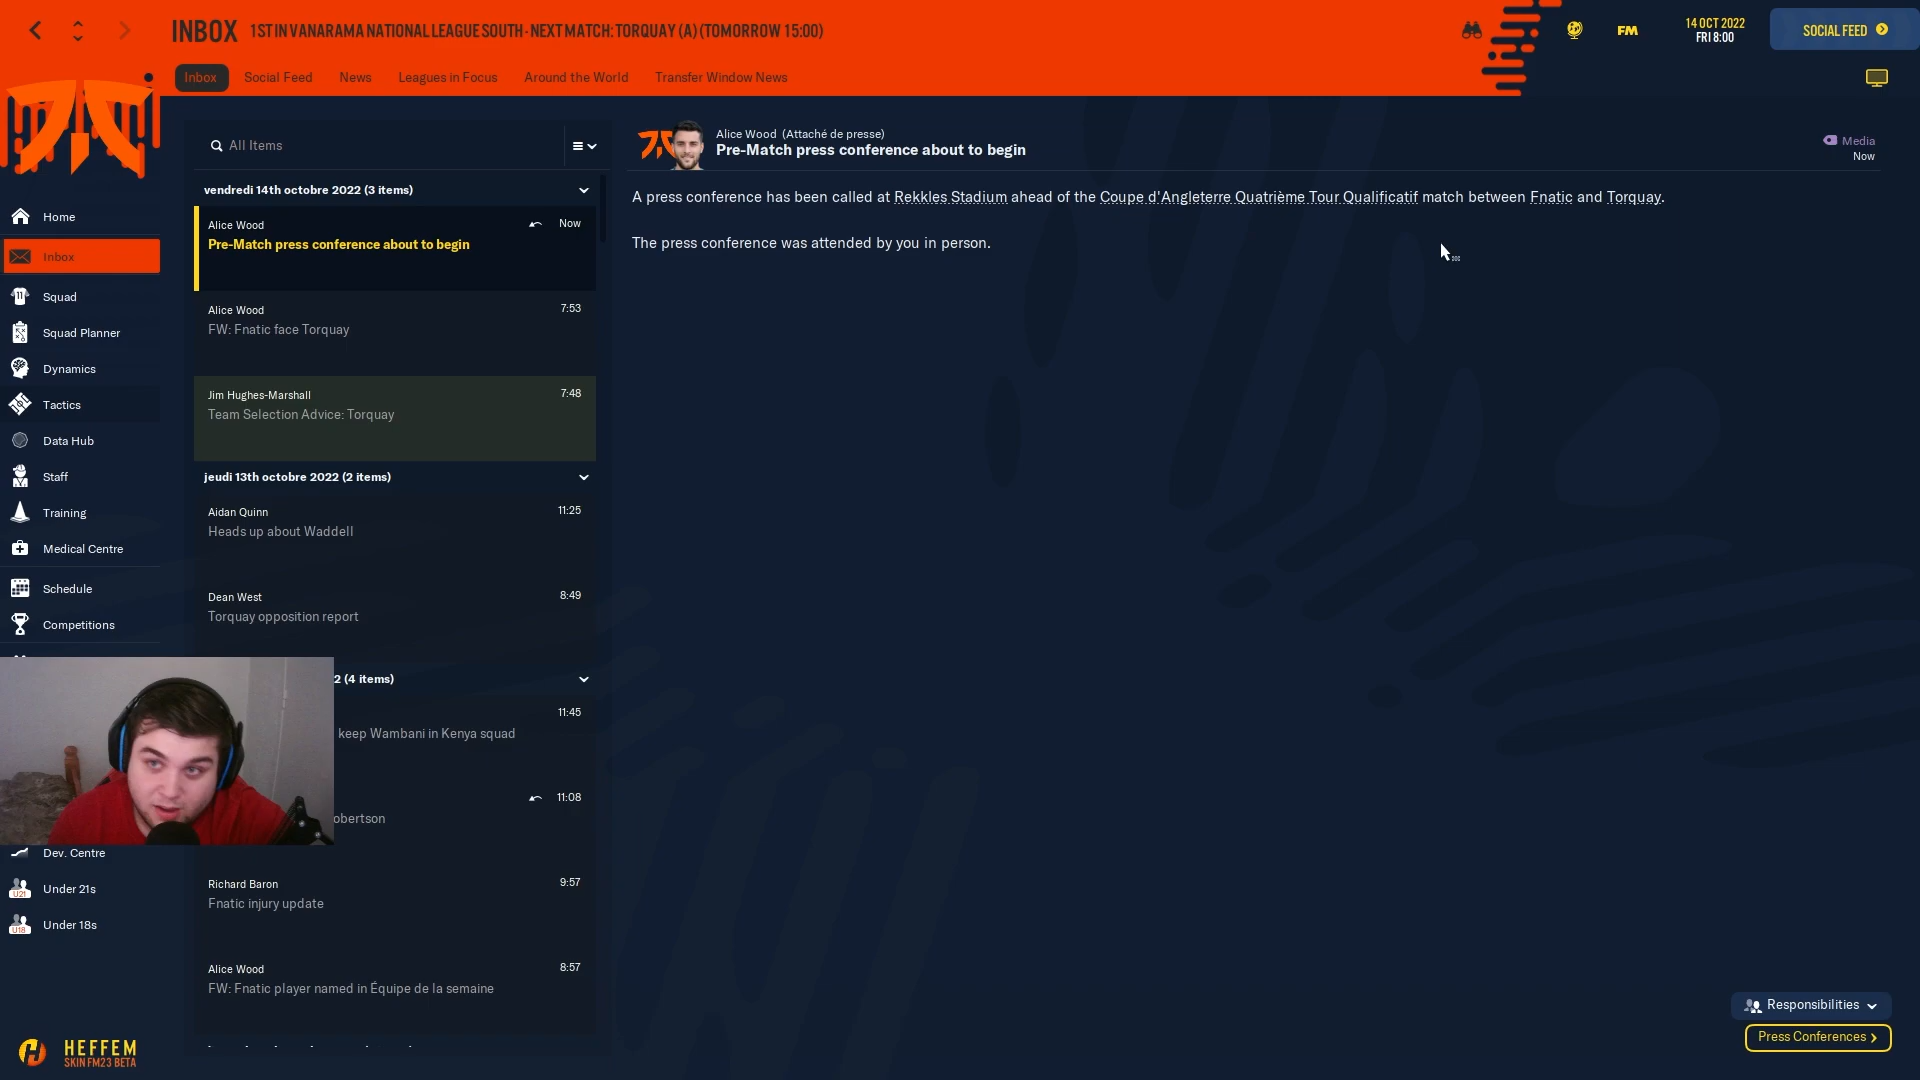 INBOX
1ST IN VANARAMA NATIONAL LEAGUE SOUTH - NEXT MATCH: TORQUAY (A) (TOMORROW 15:00)
FM
14 OCT 2022
FRI 8:00
SOCIAL FEED
Inbox
Social Feed
News
Leagues in Focus
Around the World
Transfer Window News
Home
Inbox
Squad
Squad Planner
Dynamics
Tactics
Data Hub
Staff
Training
Medical Centre
Schedule
Competitions
Dev. Centre
U21
Under 21s
U18
Under 18s
HEFFEM
SKIN FM23 BETA
All Items
vendredi 14th octobre 2022 (3 items)
Alice Wood
Now
Pre-Match press conference about to begin
Alice Wood
7:53
FW: Fnatic face Torquay
Jim Hughes-Marshall
7:48
Team Selection Advice: Torquay
jeudi 13th octobre 2022 (2 items)
Aidan Quinn
11:25
Heads up about Waddell
Dean West
8:49
Torquay opposition report
2 (4 items)
11:45
keep Wambani in Kenya squad
11:08
obertson
Richard Baron
9:57
Fnatic injury update
Alice Wood
8:57
FW: Fnatic player named in Équipe de la semaine
Alice Wood (Attaché de presse)
Pre-Match press conference about to begin
Media
Now
A press conference has been called at Rekkles Stadium ahead of the Coupe d'Angleterre Quatrième Tour Qualificatif match between Fnatic and Torquay.
The press conference was attended by you in person.
Responsibilities
Press Conferences